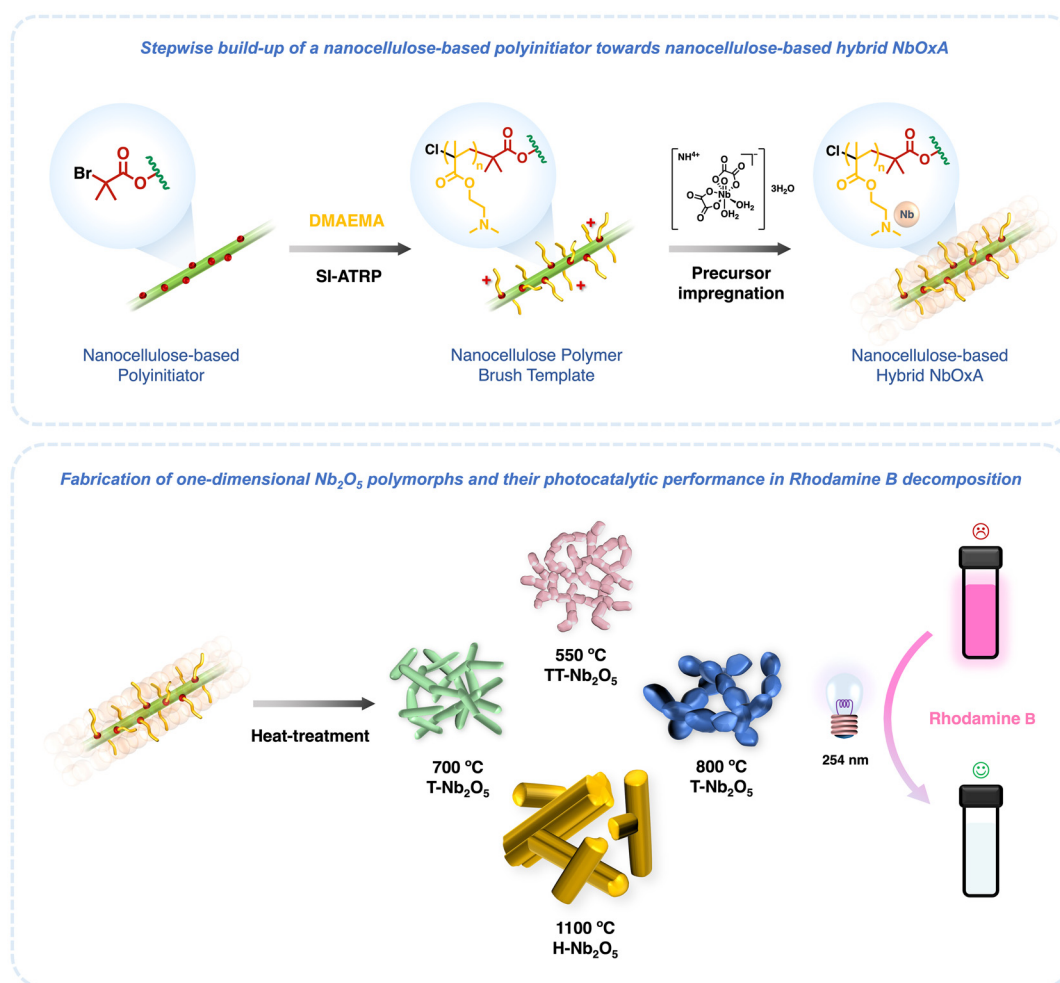 Stepwise build-up of a nanocellulose-based polyinitiator towards nanocellulose-based hybrid NbOxA
Br
O
O
DMAEMA
SI-ATRP
Cl
n
O
O
O
O
N
+
+
+
NH⁴⁺
O
O
O
O
O
O
O
O
O
Nb
OH₂
OH₂
3H₂O
Precursor
impregnation
Cl
n
O
O
O
O
N
Nb
Nanocellulose-based
Polyinitiator
Nanocellulose Polymer
Brush Template
Nanocellulose-based
Hybrid NbOxA
Fabrication of one-dimensional Nb₂O₅ polymorphs and their photocatalytic performance in Rhodamine B decomposition
Heat-treatment
550 ºC
TT-Nb₂O₅
700 ºC
T-Nb₂O₅
800 ºC
T-Nb₂O₅
1100 ºC
H-Nb₂O₅
254 nm
Rhodamine B